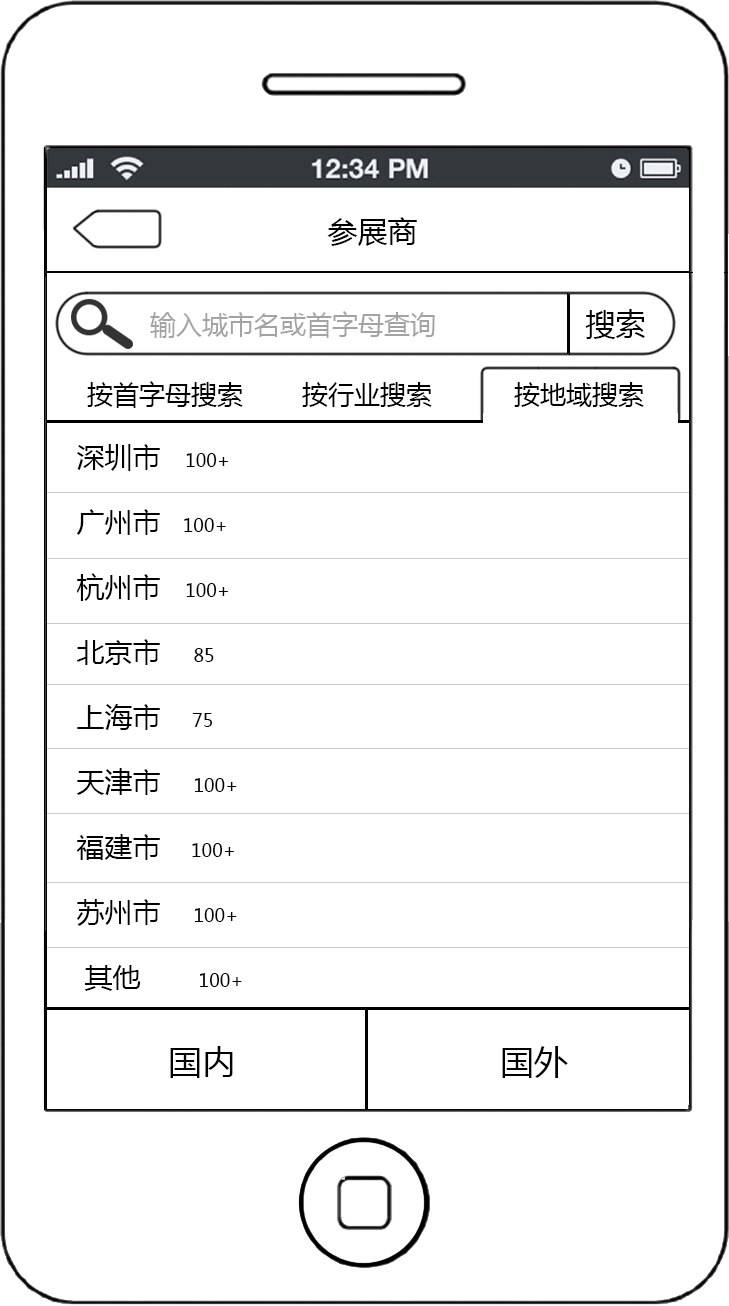 12:34 PM
参展商
输入城市名或首字母查询 搜索
按首字母搜索 按行业搜索 按地域搜索
深圳市 100+
广州市 100+
杭州市 100+
北京市 85
上海市 75
天津市 100+
福建市 100+
苏州市 100+
其他 100+
国内 国外